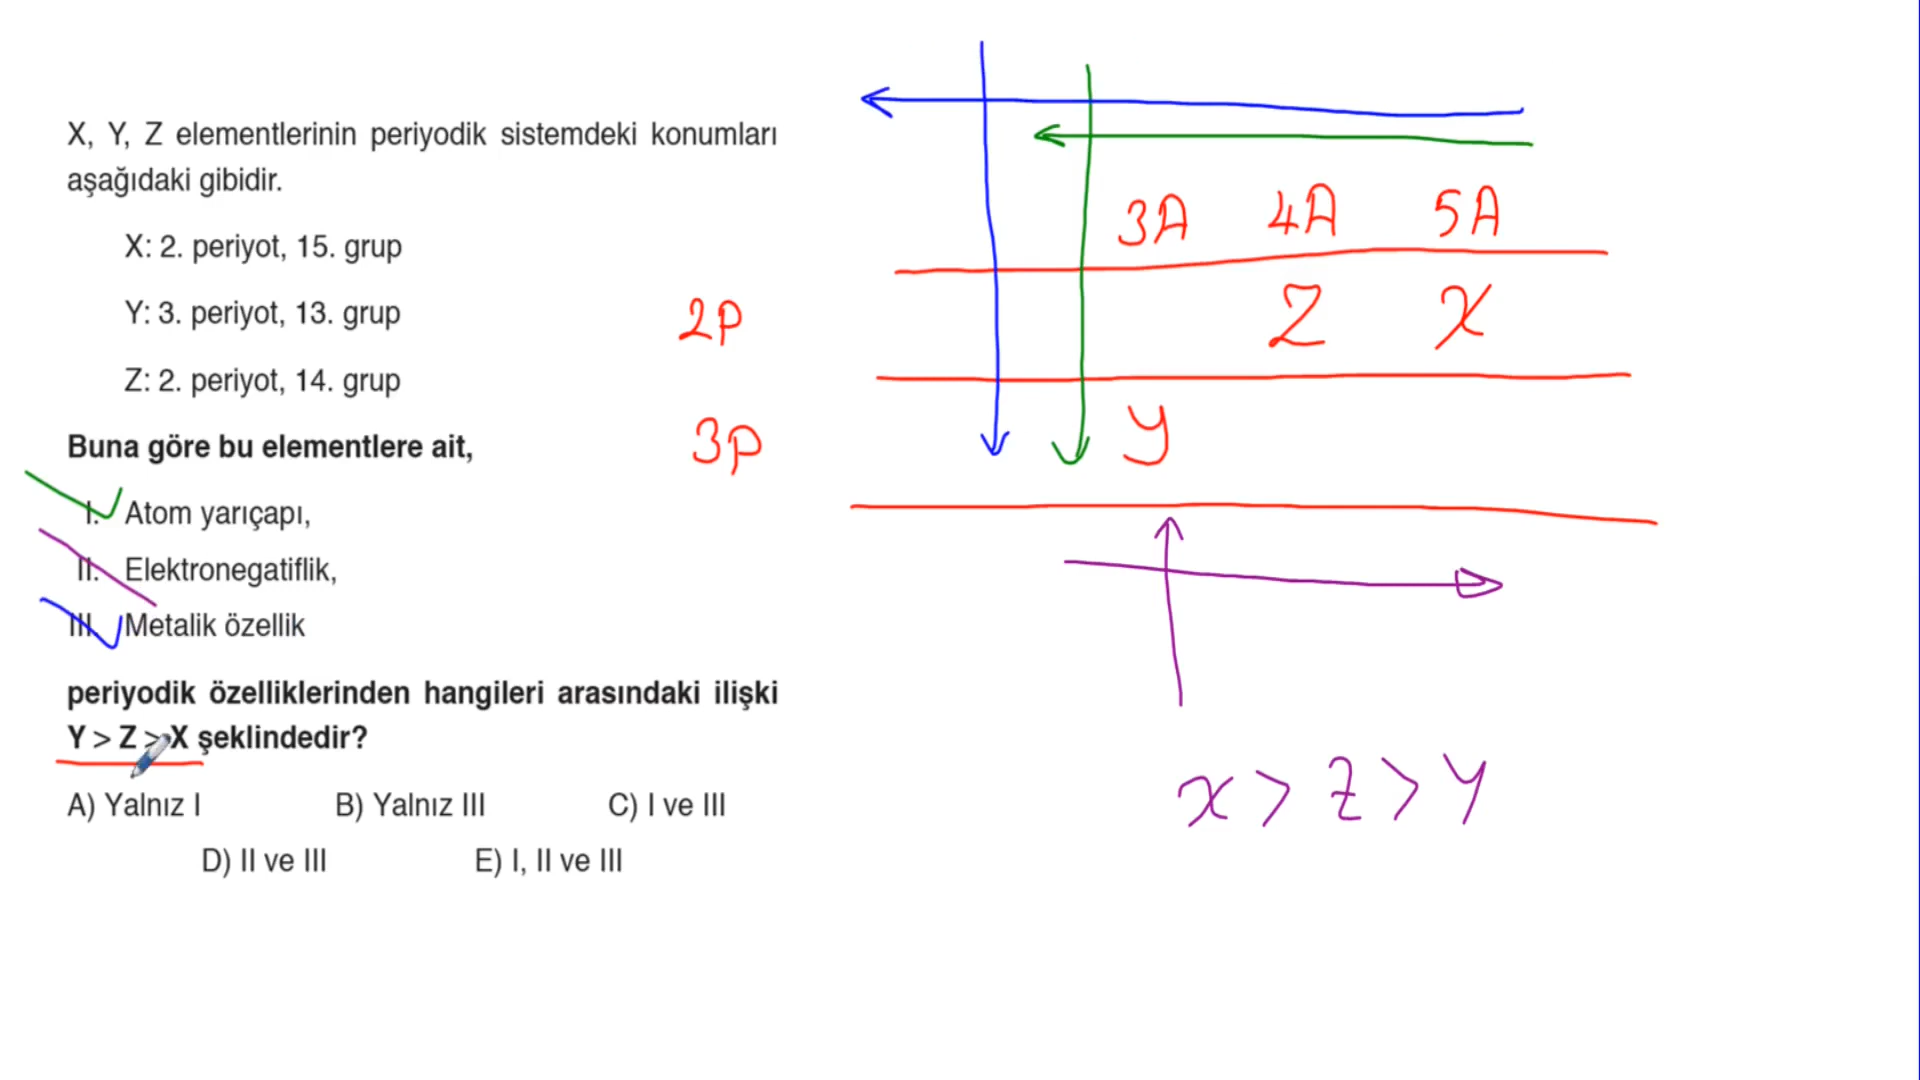 X, Y, Z elementlerinin periyodik sistemdeki konumları
aşağıdaki gibidir.
X: 2. periyot, 15. grup
Y: 3. periyot, 13. grup
Z: 2. periyot, 14. grup
Buna göre bu elementlere ait,
I. Atom yarıçapı,
II. Elektronegatiflik,
III. Metalik özellik
periyodik özelliklerinden hangileri arasındaki ilişki
Y > Z > X şeklindedir?
A) Yalnız I B) Yalnız III C) I ve III
D) II ve III E) I, II ve III
3A 4A 5A
2P Z X
3P Y
X > Z > Y